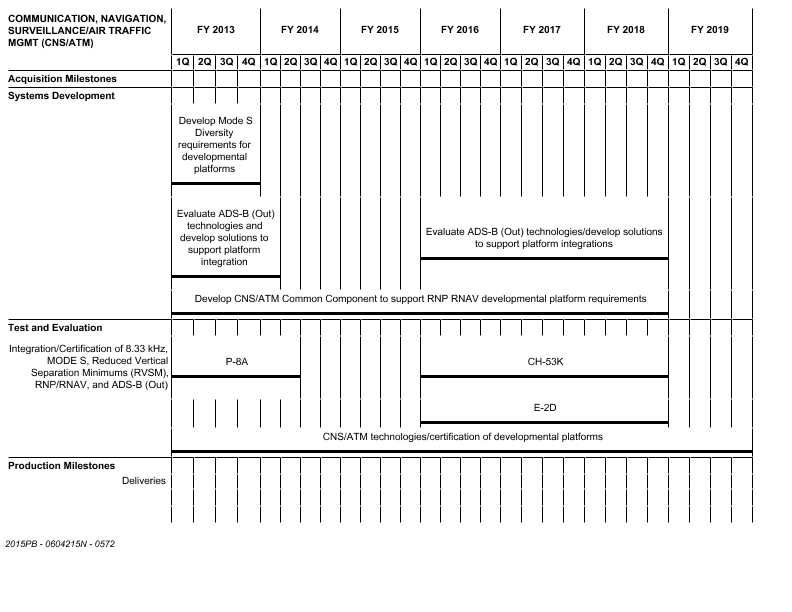 COMMUNICATION, NAVIGATION,
SURVEILLANCE/AIR TRAFFIC
MGMT (CNS/ATM)
FY 2013 FY 2014 FY 2015 FY 2016 FY 2017 FY 2018 FY 2019
1Q 2Q 3Q 4Q 1Q 2Q 3Q 4Q 1Q 2Q 3Q 4Q 1Q 2Q 3Q 4Q 1Q 2Q 3Q 4Q 1Q 2Q 3Q 4Q 1Q 2Q 3Q 4Q
Acquisition Milestones
Systems Development
Develop Mode S
Diversity
requirements for
developmental
platforms
Evaluate ADS-B (Out)
technologies and
develop solutions to
support platform
integration
Evaluate ADS-B (Out) technologies/develop solutions
to support platform integrations
Develop CNS/ATM Common Component to support RNP RNAV developmental platform requirements
Test and Evaluation
Integration/Certification of 8.33 kHz,
MODE S, Reduced Vertical
Separation Minimums (RVSM),
RNP/RNAV, and ADS-B (Out)
P-8A
CH-53K
E-2D
CNS/ATM technologies/certification of developmental platforms
Production Milestones
Deliveries
2015PB - 0604215N - 0572